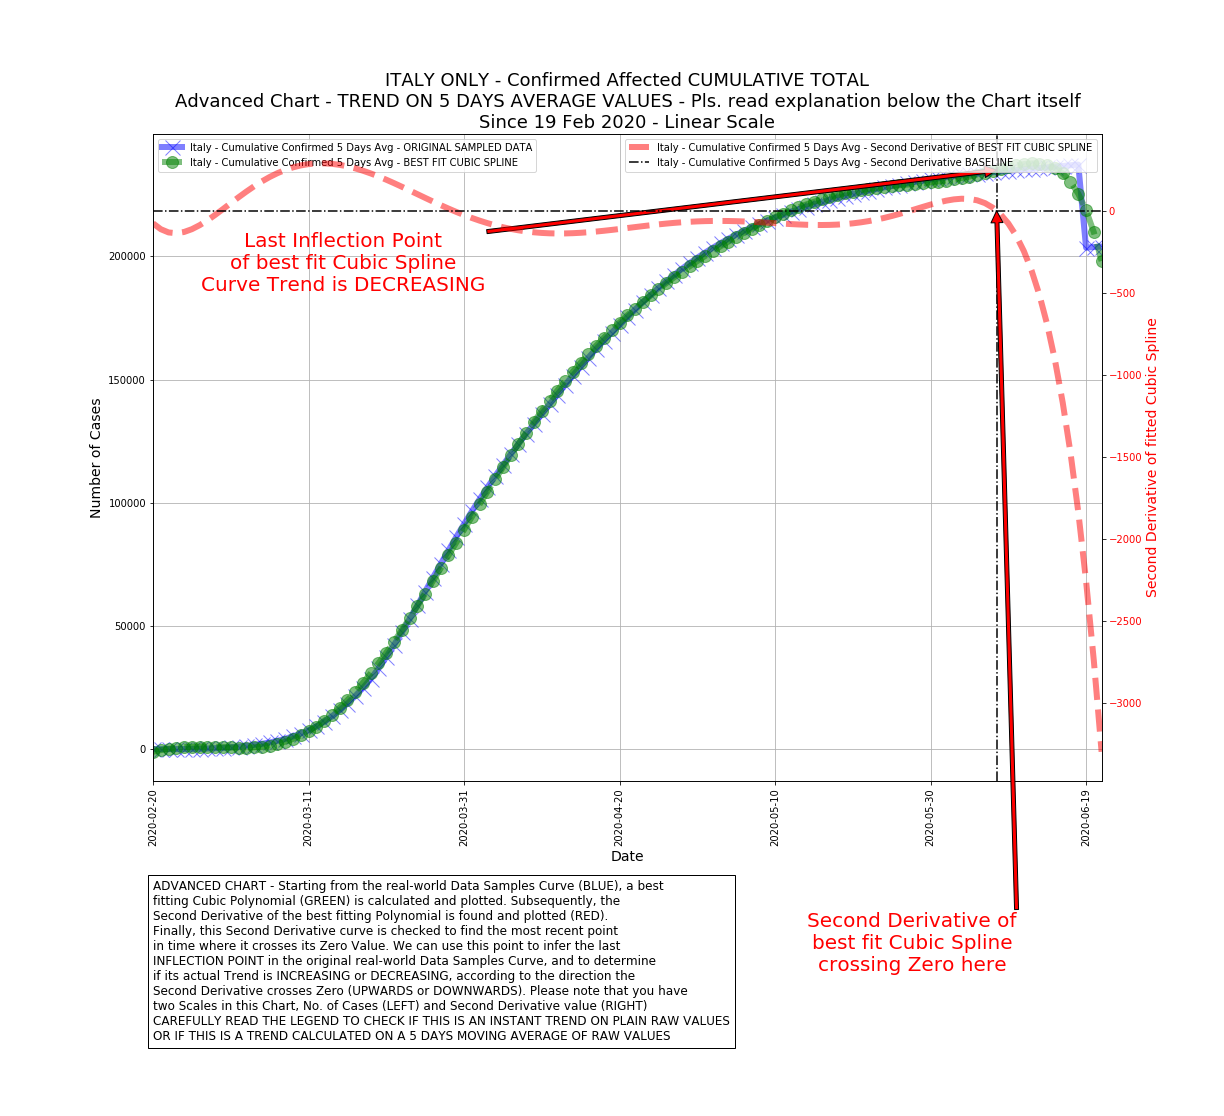 ITALY ONLY - Confirmed Affected CUMULATIVE TOTAL
Advanced Chart - TREND ON 5 DAYS AVERAGE VALUES - Pls. read explanation below the Chart itself
Since 19 Feb 2020 - Linear Scale
Italy - Cumulative Confirmed 5 Days Avg - ORIGINAL SAMPLED DATA
Italy - Cumulative Confirmed 5 Days Avg - BEST FIT CUBIC SPLINE
Italy - Cumulative Confirmed 5 Days Avg - Second Derivative of BEST FIT CUBIC SPLINE
Italy - Cumulative Confirmed 5 Days Avg - Second Derivative BASELINE
Last Inflection Point
of best fit Cubic Spline
Curve Trend is DECREASING
200000
150000
100000
50000
0
Number of Cases
0
−500
−1000
−1500
−2000
−2500
−3000
Second Derivative of fitted Cubic Spline
2020-02-20
2020-03-11
2020-03-31
2020-04-20
2020-05-10
2020-05-30
2020-06-19
Date
Second Derivative of
best fit Cubic Spline
crossing Zero here
ADVANCED CHART - Starting from the real-world Data Samples Curve (BLUE), a best
fitting Cubic Polynomial (GREEN) is calculated and plotted. Subsequently, the
Second Derivative of the best fitting Polynomial is found and plotted (RED).
Finally, this Second Derivative curve is checked to find the most recent point
in time where it crosses its Zero Value. We can use this point to infer the last
INFLECTION POINT in the original real-world Data Samples Curve, and to determine
if its actual Trend is INCREASING or DECREASING, according to the direction the
Second Derivative crosses Zero (UPWARDS or DOWNWARDS). Please note that you have
two Scales in this Chart, No. of Cases (LEFT) and Second Derivative value (RIGHT)
CAREFULLY READ THE LEGEND TO CHECK IF THIS IS AN INSTANT TREND ON PLAIN RAW VALUES
OR IF THIS IS A TREND CALCULATED ON A 5 DAYS MOVING AVERAGE OF RAW VALUES